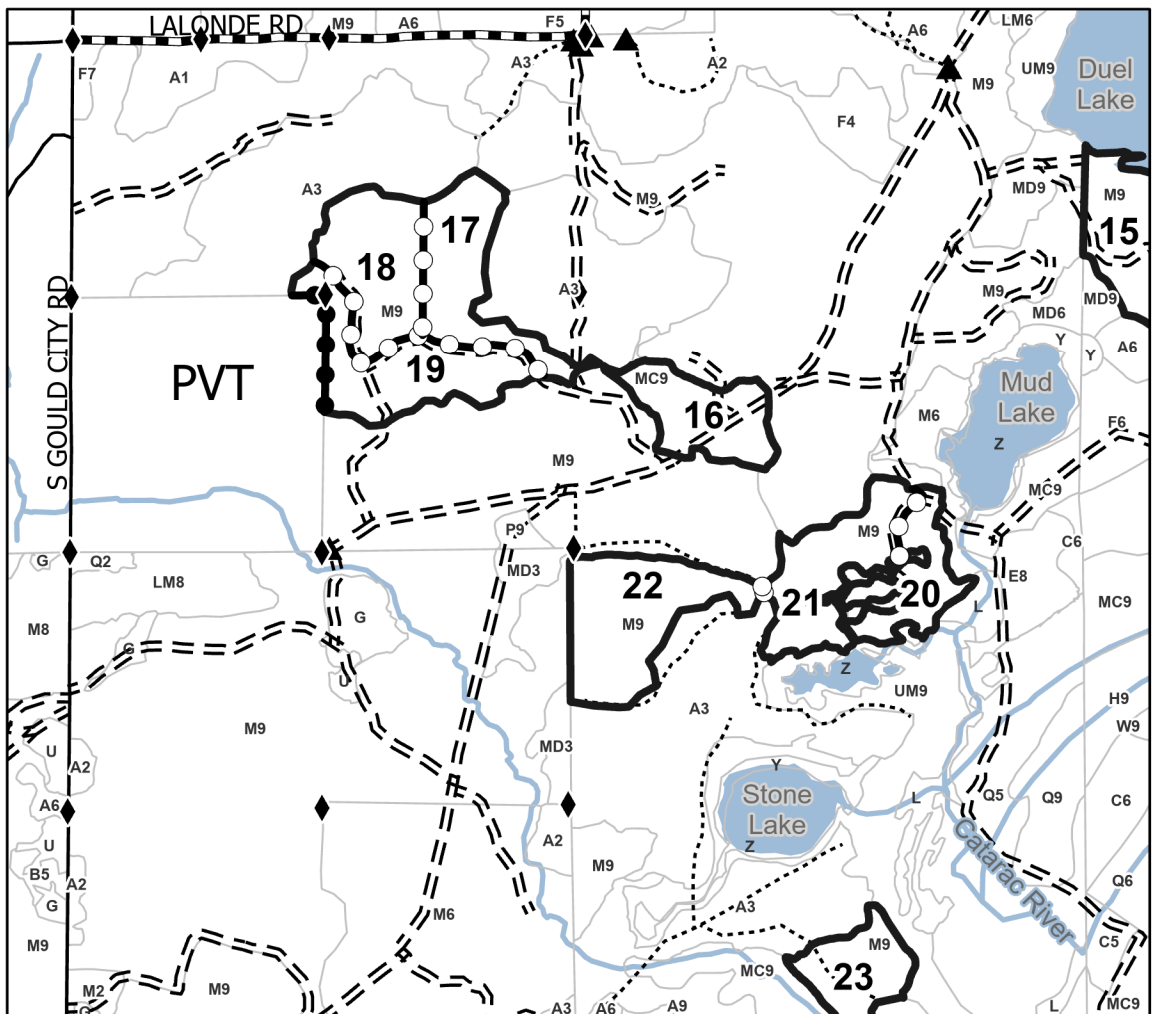 LALONDE RD
M9
A6
F5
A6
LM6
F7
A1
A3
A2
M9
UM9
Duel
Lake
F4
A3
M9
MD9
M9
17
15
18
S GOULD CITY RD
M9
A3
M9
MD9
MD6
Y
Y
A6
PVT
19
MC9
16
Mud
Lake
M6
Z
F6
M9
MC9
P9
M9
C6
G
Q2
LM8
MD3
22
21
20
E8
L
MC9
M8
G
M9
G
U
Z
UM9
H9
W9
M9
A3
U
A2
MD3
Y
Stone
Lake
Z
L
Q5
Q9
C6
A6
U
A2
M9
B5
A2
G
Catarac River
Q6
M6
A3
M9
M9
C5
MC9
23
M2
M9
G
A3
A6
A9
L
MC9